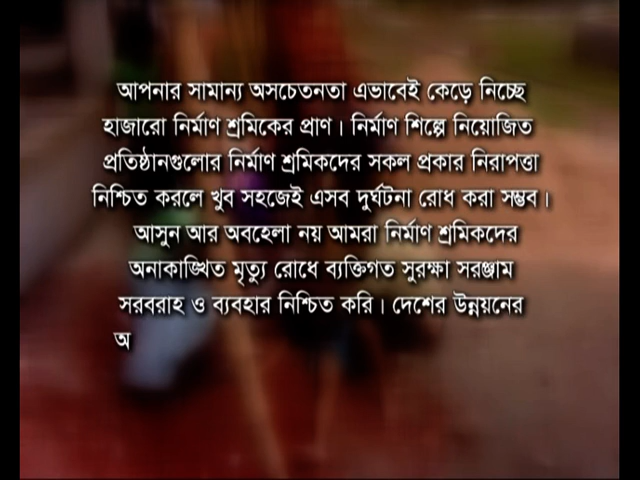 আপনার সামান্য অসচেতনতা এভাবেই কেড়ে নিচ্ছে
হাজারো নির্মাণ শ্রমিকের প্রাণ। নির্মাণ শিল্পে নিয়োজিত
প্রতিষ্ঠানগুলোর নির্মাণ শ্রমিকদের সকল প্রকার নিরাপত্তা
নিশ্চিত করলে খুব সহজেই এসব দুর্ঘটনা রোধ করা সম্ভব।
আসুন আর অবহেলা নয় আমরা নির্মাণ শ্রমিকদের
অনাকাঙ্খিত মৃত্যু রোধে ব্যক্তিগত সুরক্ষা সরঞ্জাম
সরবরাহ ও ব্যবহার নিশ্চিত করি। দেশের উন্নয়নের
অ